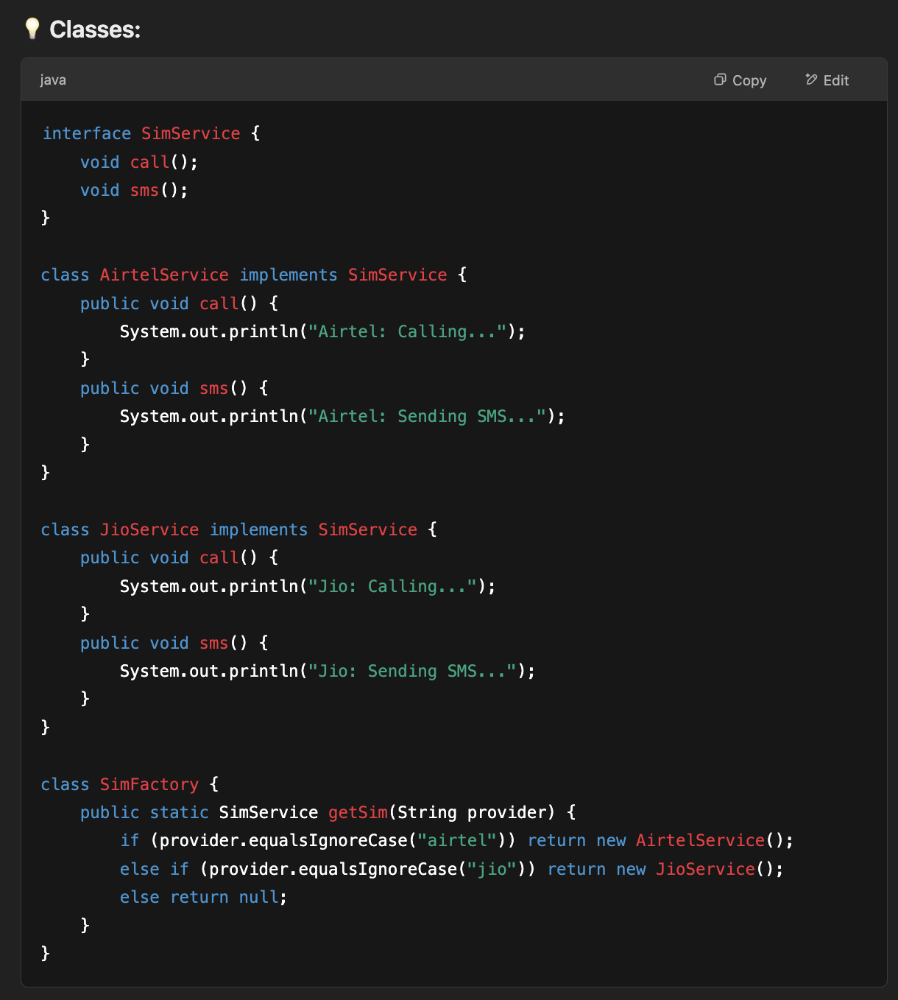 💡 Classes:
java
Copy
Edit
interface SimService {
    void call();
    void sms();
}

class AirtelService implements SimService {
    public void call() {
        System.out.println("Airtel: Calling...");
    }
    public void sms() {
        System.out.println("Airtel: Sending SMS...");
    }
}

class JioService implements SimService {
    public void call() {
        System.out.println("Jio: Calling...");
    }
    public void sms() {
        System.out.println("Jio: Sending SMS...");
    }
}

class SimFactory {
    public static SimService getSim(String provider) {
        if (provider.equalsIgnoreCase("airtel")) return new AirtelService();
        else if (provider.equalsIgnoreCase("jio")) return new JioService();
        else return null;
    }
}